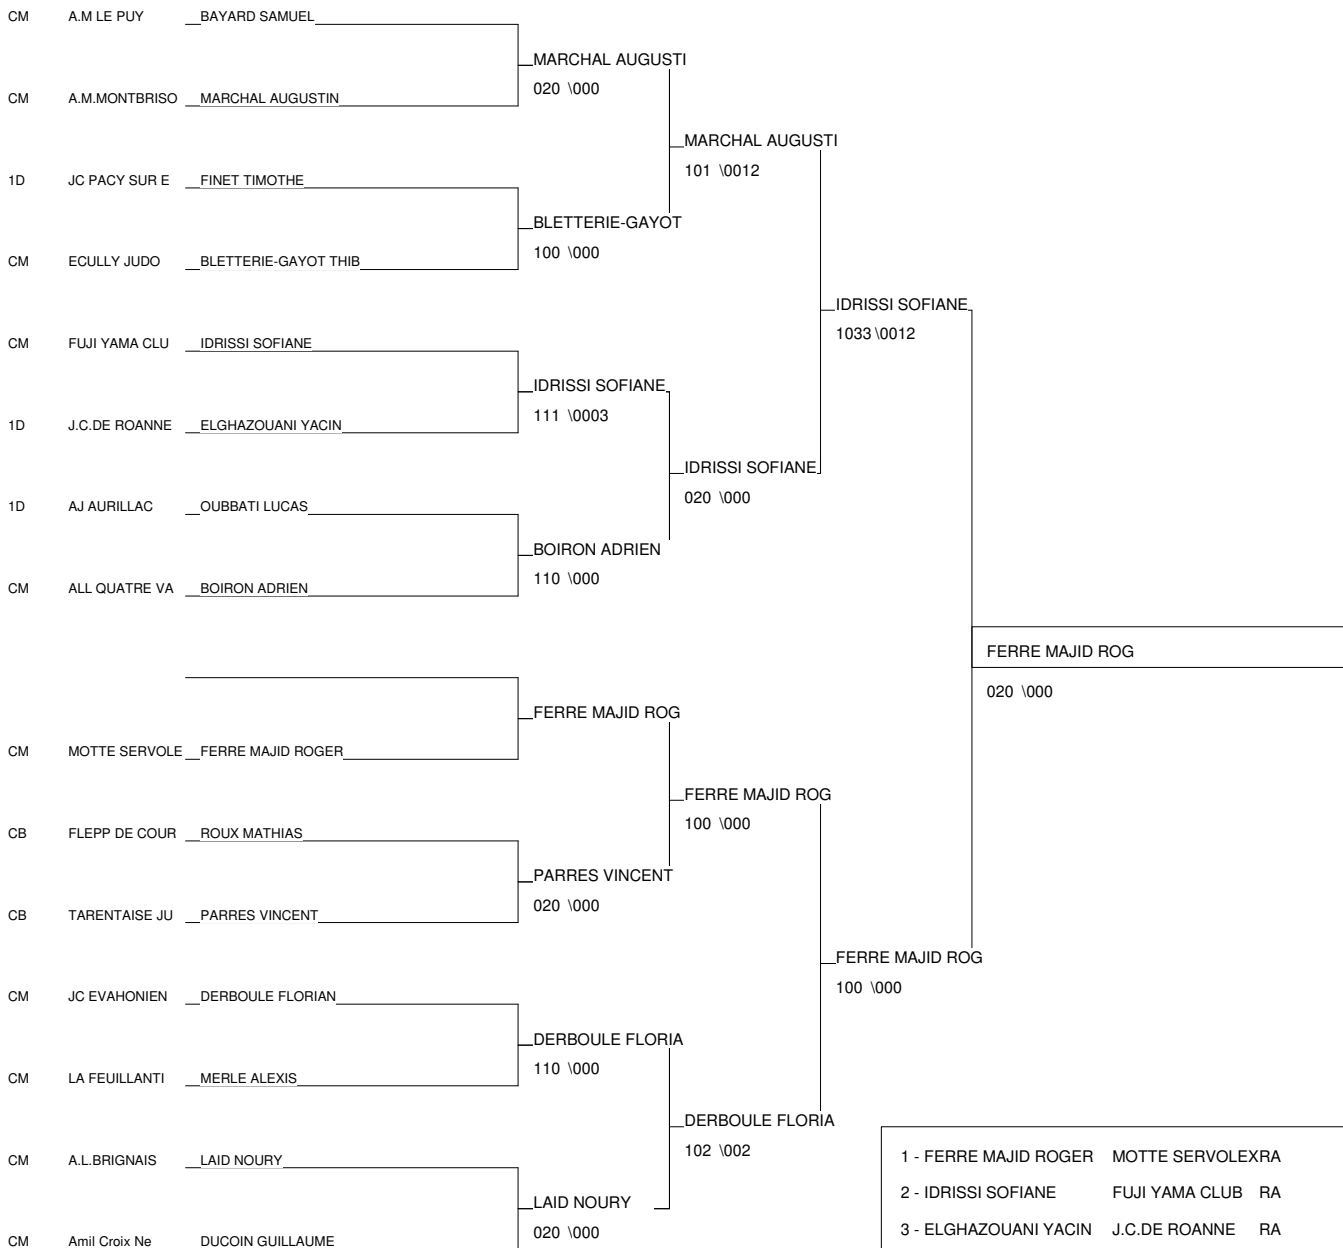 CM A.M LE PUY BAYARD SAMUEL
MARCHAL AUGUSTI
020 \000
CM A.M.MONTBRISO MARCHAL AUGUSTIN
MARCHAL AUGUSTI
101 \0012
1D JC PACY SUR E FINET TIMOTHE
BLETTERIE-GAYOT
100 \000
CM ECULLY JUDO BLETTERIE-GAYOT THIB
IDRISSI SOFIANE
1033 \0012
CM FUJI YAMA CLU IDRISSI SOFIANE
IDRISSI SOFIANE
111 \0003
1D J.C.DE ROANNE ELGHAZOUANI YACIN
IDRISSI SOFIANE
020 \000
1D AJ AURILLAC OUBBATI LUCAS
BOIRON ADRIEN
110 \000
CM ALL QUATRE VA BOIRON ADRIEN
FERRE MAJID ROG
020 \000
FERRE MAJID ROG
CM MOTTE SERVOLE FERRE MAJID ROGER
FERRE MAJID ROG
100 \000
CB FLEPP DE COUR ROUX MATHIAS
PARRES VINCENT
020 \000
CB TARENTAISE JU PARRES VINCENT
FERRE MAJID ROG
100 \000
CM JC EVAHONIEN DERBOULE FLORIAN
DERBOULE FLORIA
110 \000
CM LA FEUILLANTI MERLE ALEXIS
DERBOULE FLORIA
102 \002
CM A.L.BRIGNAIS LAID NOURY
LAID NOURY
020 \000
CM Amil Croix Ne DUCOIN GUILLAUME
1 - FERRE MAJID ROGER MOTTE SERVOLEXRA
2 - IDRISSI SOFIANE FUJI YAMA CLUB RA
3 - ELGHAZOUANI YACIN J.C.DE ROANNE RA